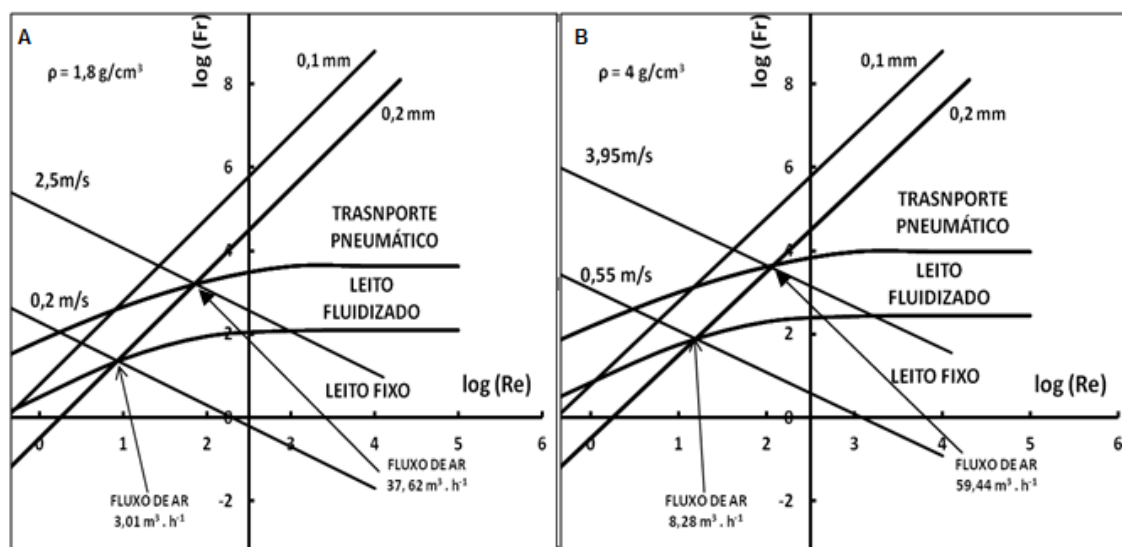 A
ρ = 1,8 g/cm³
log (Fr)
8
6
4
2
0
-2
0,1 mm
0,2 mm
2,5m/s
0,2 m/s
TRASNPORTE
PNEUMÁTICO
LEITO
FLUIDIZADO
LEITO FIXO
log (Re)
0 1 2 3 4 5 6
FLUXO DE AR
3,01 m³ . h⁻¹
FLUXO DE AR
37, 62 m³ . h⁻¹
B
ρ = 4 g/cm³
log (Fr)
8
6
4
2
0
-2
0,1 mm
0,2 mm
3,95m/s
0,55 m/s
TRASNPORTE
PNEUMÁTICO
LEITO
FLUIDIZADO
LEITO FIXO
log (Re)
0 1 2 3 4 5 6
FLUXO DE AR
8,28 m³ . h⁻¹
FLUXO DE AR
59,44 m³ . h⁻¹